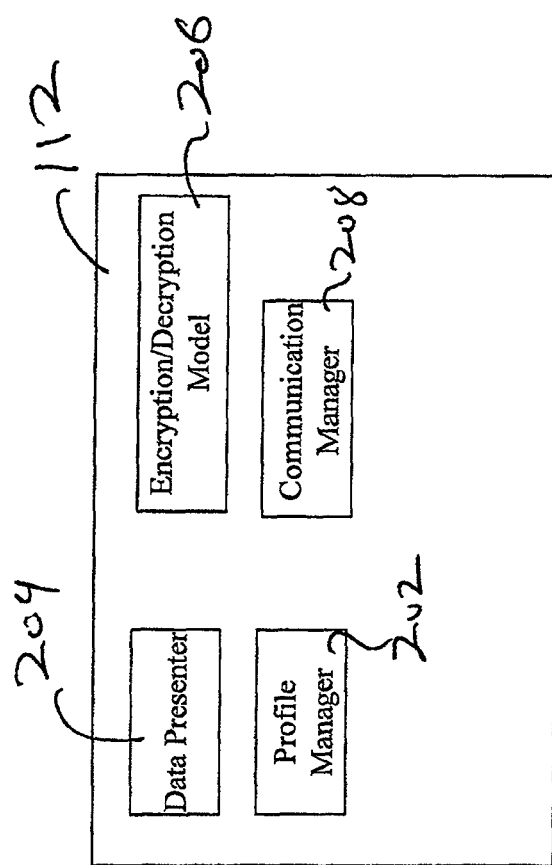 112
204
206
Data Presenter
Encryption/Decryption
Model
Profile
Manager
Communication
Manager
208
202